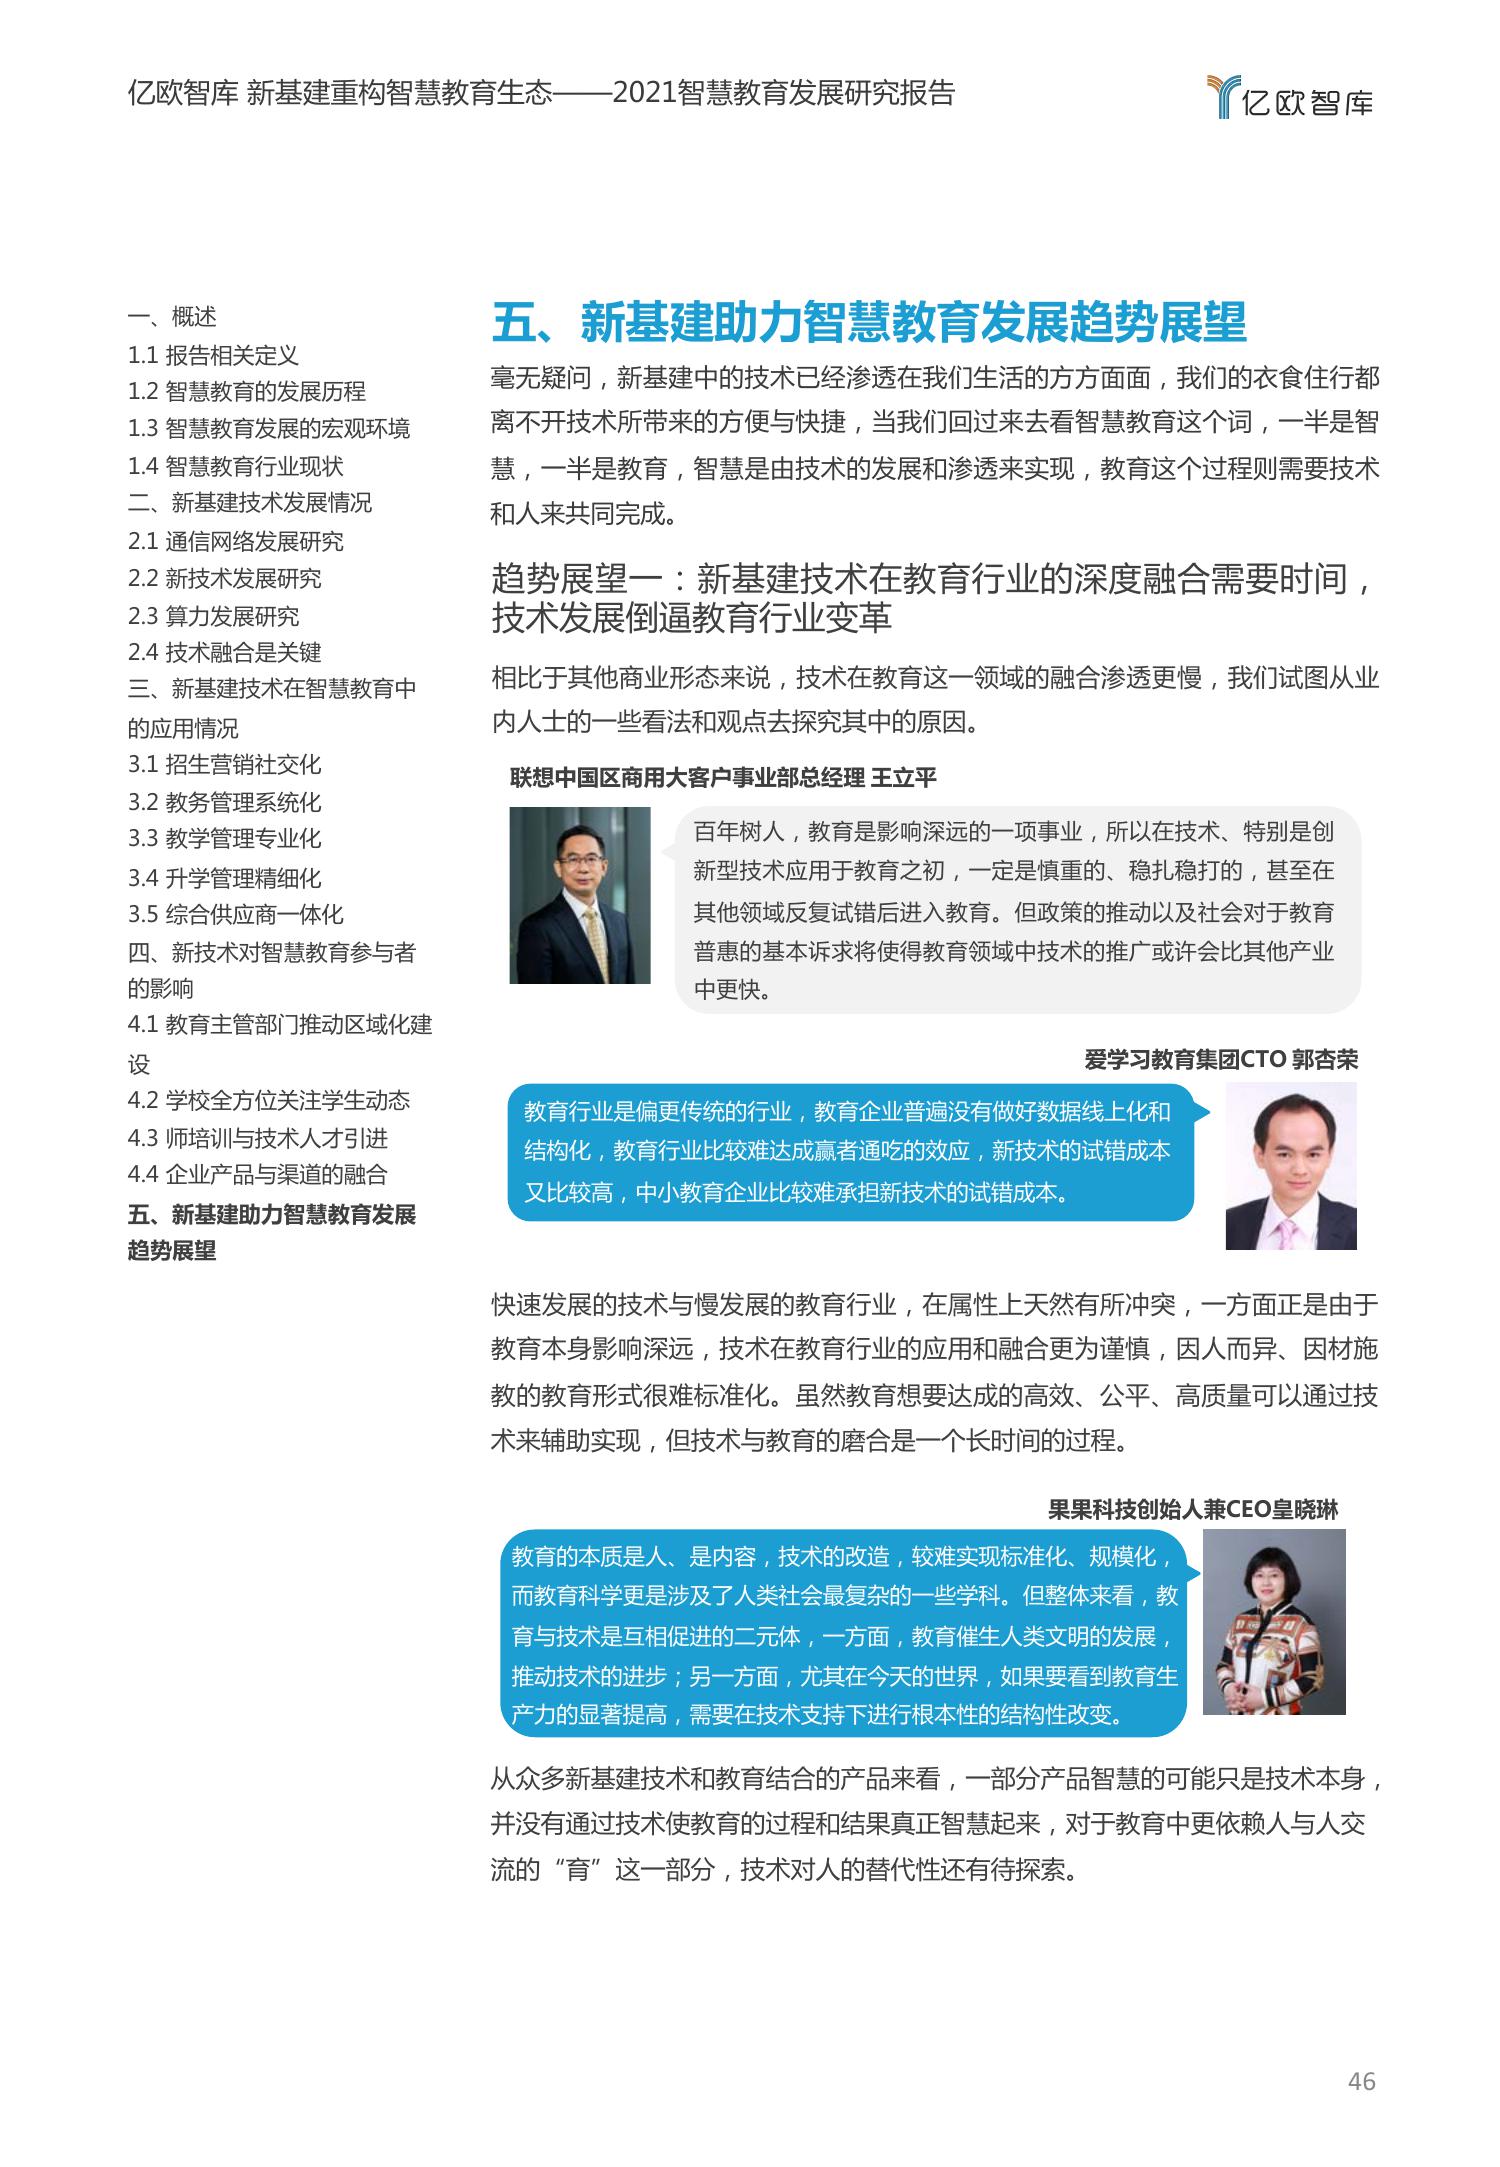 亿欧智库 新基建重构智慧教育生态——2021智慧教育发展研究报告
亿欧智库
一、概述
1.1 报告相关定义
1.2 智慧教育的发展历程
1.3 智慧教育发展的宏观环境
1.4 智慧教育行业现状
二、新基建技术发展情况
2.1 通信网络发展研究
2.2 新技术发展研究
2.3 算力发展研究
2.4 技术融合是关键
三、新基建技术在智慧教育中
的应用情况
3.1 招生营销社交化
3.2 教务管理系统化
3.3 教学管理专业化
3.4 升学管理精细化
3.5 综合供应商一体化
四、新技术对智慧教育参与者
的影响
4.1 教育主管部门推动区域化建
设
4.2 学校全方位关注学生动态
4.3 师培训与技术人才引进
4.4 企业产品与渠道的融合
五、新基建助力智慧教育发展
趋势展望
五、新基建助力智慧教育发展趋势展望
毫无疑问，新基建中的技术已经渗透在我们生活的方方面面，我们的衣食住行都
离不开技术所带来的方便与快捷，当我们回过来去看智慧教育这个词，一半是智
慧，一半是教育，智慧是由技术的发展和渗透来实现，教育这个过程则需要技术
和人来共同完成。
趋势展望一：新基建技术在教育行业的深度融合需要时间，
技术发展倒逼教育行业变革
相比于其他商业形态来说，技术在教育这一领域的融合渗透更慢，我们试图从业
内人士的一些看法和观点去探究其中的原因。
联想中国区商用大客户事业部总经理 王立平
百年树人，教育是影响深远的一项事业，所以在技术、特别是创
新型技术应用于教育之初，一定是慎重的、稳扎稳打的，甚至在
其他领域反复试错后进入教育。但政策的推动以及社会对于教育
普惠的基本诉求将使得教育领域中技术的推广或许会比其他产业
中更快。
爱学习教育集团CTO 郭杏荣
教育行业是偏更传统的行业，教育企业普遍没有做好数据线上化和
结构化，教育行业比较难达成赢者通吃的效应，新技术的试错成本
又比较高，中小教育企业比较难承担新技术的试错成本。
快速发展的技术与慢发展的教育行业，在属性上天然有所冲突，一方面正是由于
教育本身影响深远，技术在教育行业的应用和融合更为谨慎，因人而异、因材施
教的教育形式很难标准化。虽然教育想要达成的高效、公平、高质量可以通过技
术来辅助实现，但技术与教育的磨合是一个长时间的过程。
果果科技创始人兼CEO皇晓琳
教育的本质是人、是内容，技术的改造，较难实现标准化、规模化，
而教育科学更是涉及了人类社会最复杂的一些学科。但整体来看，教
育与技术是互相促进的二元体，一方面，教育催生人类文明的发展，
推动技术的进步；另一方面，尤其在今天的世界，如果要看到教育生
产力的显著提高，需要在技术支持下进行根本性的结构性改变。
从众多新基建技术和教育结合的产品来看，一部分产品智慧的可能只是技术本身，
并没有通过技术使教育的过程和结果真正智慧起来，对于教育中更依赖人与人交
流的“育”这一部分，技术对人的替代性还有待探索。
46